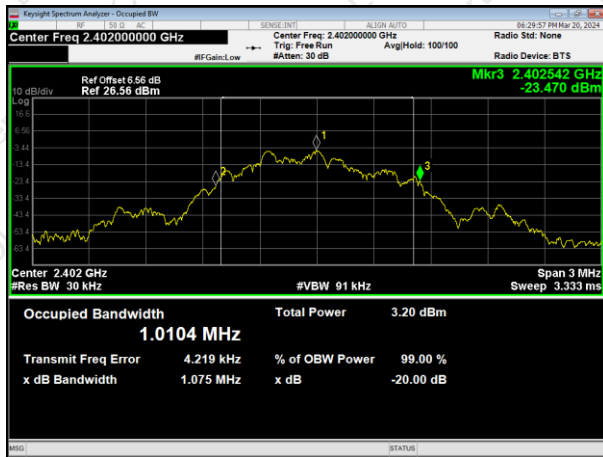 Keysight Spectrum Analyzer - Occupied BW
RF 50 Ω AC SENSE:INT ALIGN AUTO 06:29:57 PM Mar 20, 2024
Center Freq 2.402000000 GHz Center Freq: 2.402000000 GHz Radio Std: None
Trig: Free Run Avg|Hold: 100/100
#IFGain:Low #Atten: 30 dB Radio Device: BTS
Mkr3 2.402542 GHz
-23.470 dBm
Ref Offset 6.56 dB
10 dB/div Ref 26.56 dBm
Log
16.6
6.56
-3.44
-13.4
-23.4
-33.4
-43.4
-53.4
-63.4
1
2
3
Center 2.402 GHz Span 3 MHz
#Res BW 30 kHz #VBW 91 kHz Sweep 3.333 ms
Occupied Bandwidth Total Power 3.20 dBm
1.0104 MHz
Transmit Freq Error 4.219 kHz % of OBW Power 99.00 %
x dB Bandwidth 1.075 MHz x dB -20.00 dB
MSG STATUS